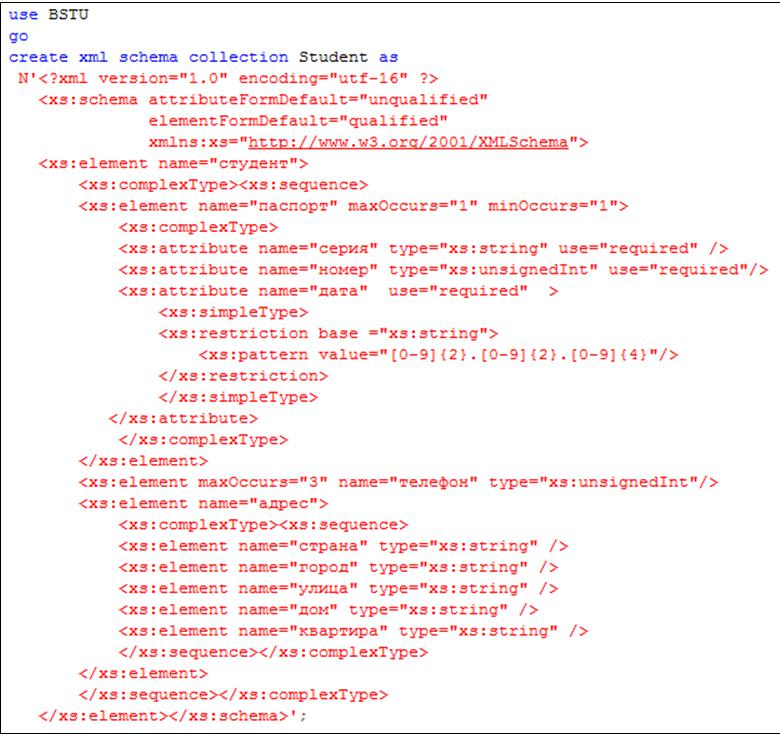 use BSTU
go
create xml schema collection Student as
N'<?xml version="1.0" encoding="utf-16" ?>
<xs:schema attributeFormDefault="unqualified"
elementFormDefault="qualified"
xmlns:xs="http://www.w3.org/2001/XMLSchema">
<xs:element name="студент">
<xs:complexType><xs:sequence>
<xs:element name="паспорт" maxOccurs="1" minOccurs="1">
<xs:complexType>
<xs:attribute name="серия" type="xs:string" use="required" />
<xs:attribute name="номер" type="xs:unsignedInt" use="required"/>
<xs:attribute name="дата"  use="required"  >
<xs:simpleType>
<xs:restriction base ="xs:string">
<xs:pattern value="[0-9]{2}.[0-9]{2}.[0-9]{4}"/>
</xs:restriction>
</xs:simpleType>
</xs:attribute>
</xs:complexType>
</xs:element>
<xs:element maxOccurs="3" name="телефон" type="xs:unsignedInt"/>
<xs:element name="адрес">
<xs:complexType><xs:sequence>
<xs:element name="страна" type="xs:string" />
<xs:element name="город" type="xs:string" />
<xs:element name="улица" type="xs:string" />
<xs:element name="дом" type="xs:string" />
<xs:element name="квартира" type="xs:string" />
</xs:sequence></xs:complexType>
</xs:element>
</xs:sequence></xs:complexType>
</xs:element></xs:schema>';